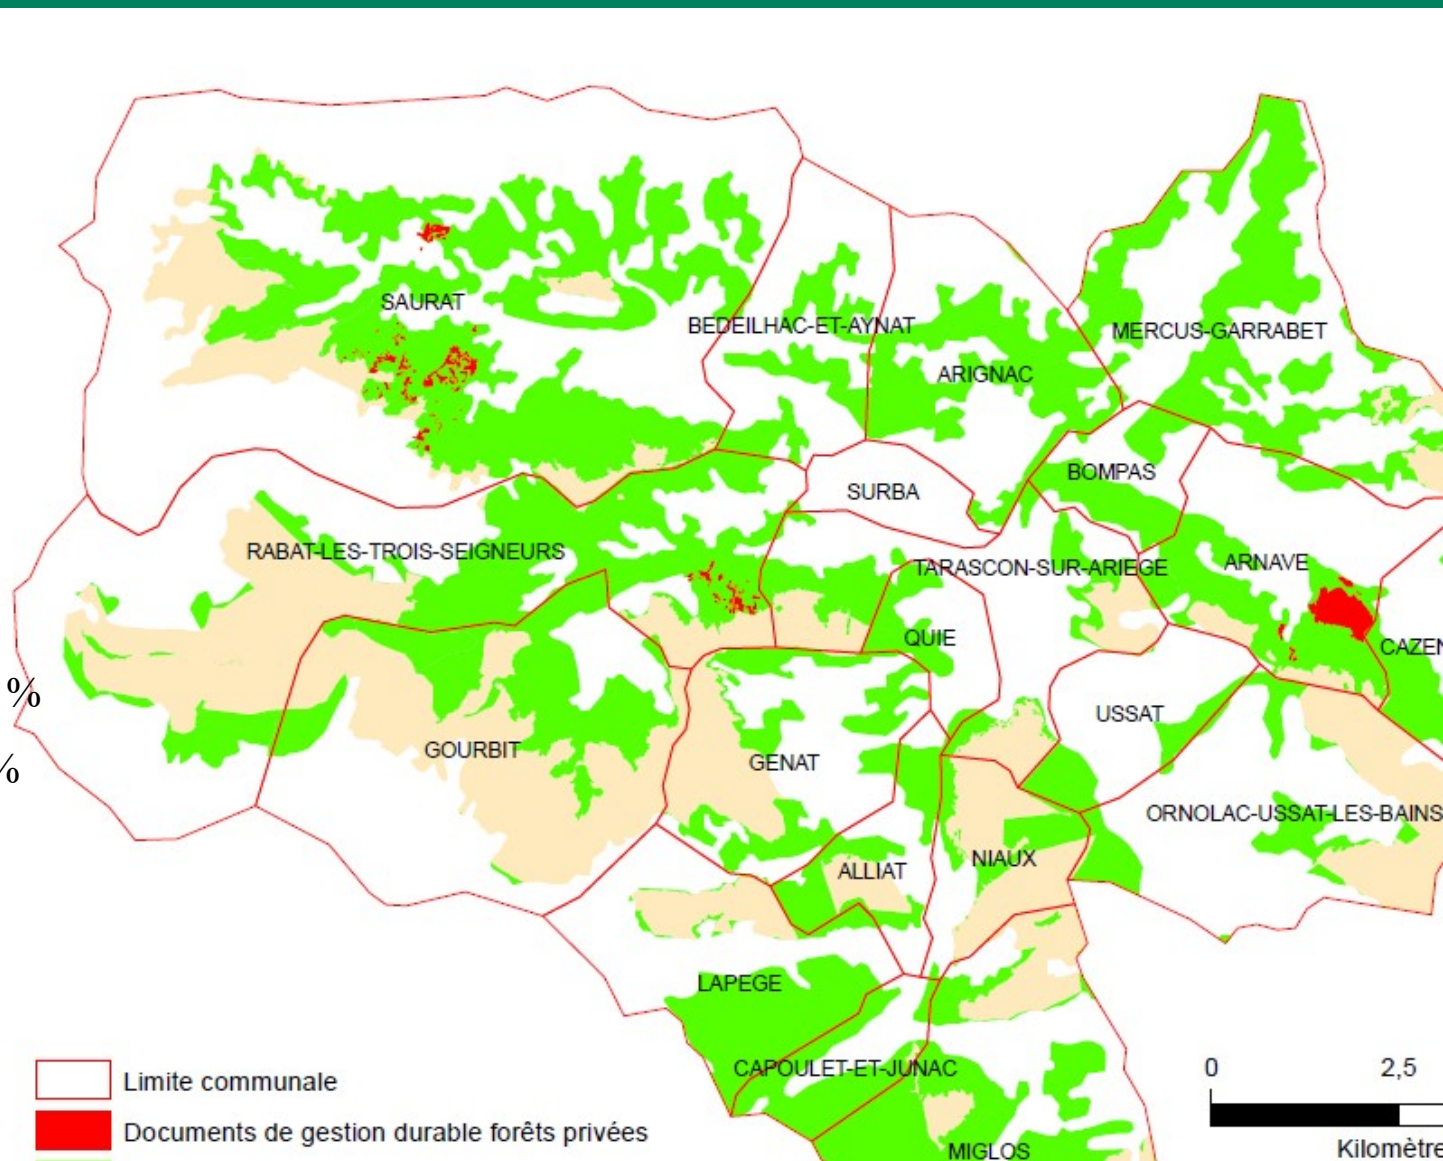 SAURAT
BEDEILHAC-ET-AYNAT
MERCUS-GARRABET
ARIGNAC
BOMPAS
SURBA
RABAT-LES-TROIS-SEIGNEURS
TARASCON-SUR-ARIEGE
ARNAVE
QUIE
CAZEN
%
USSAT
GOURBIT
GENAT
%
ORNOLAC-USSAT-LES-BAINS
NIAUX
ALLIAT
LAPEGE
CAPOULET-ET-JUNAC
0 2,5
Limite communale
Documents de gestion durable forêts privées
Kilomètre
MIGLOS